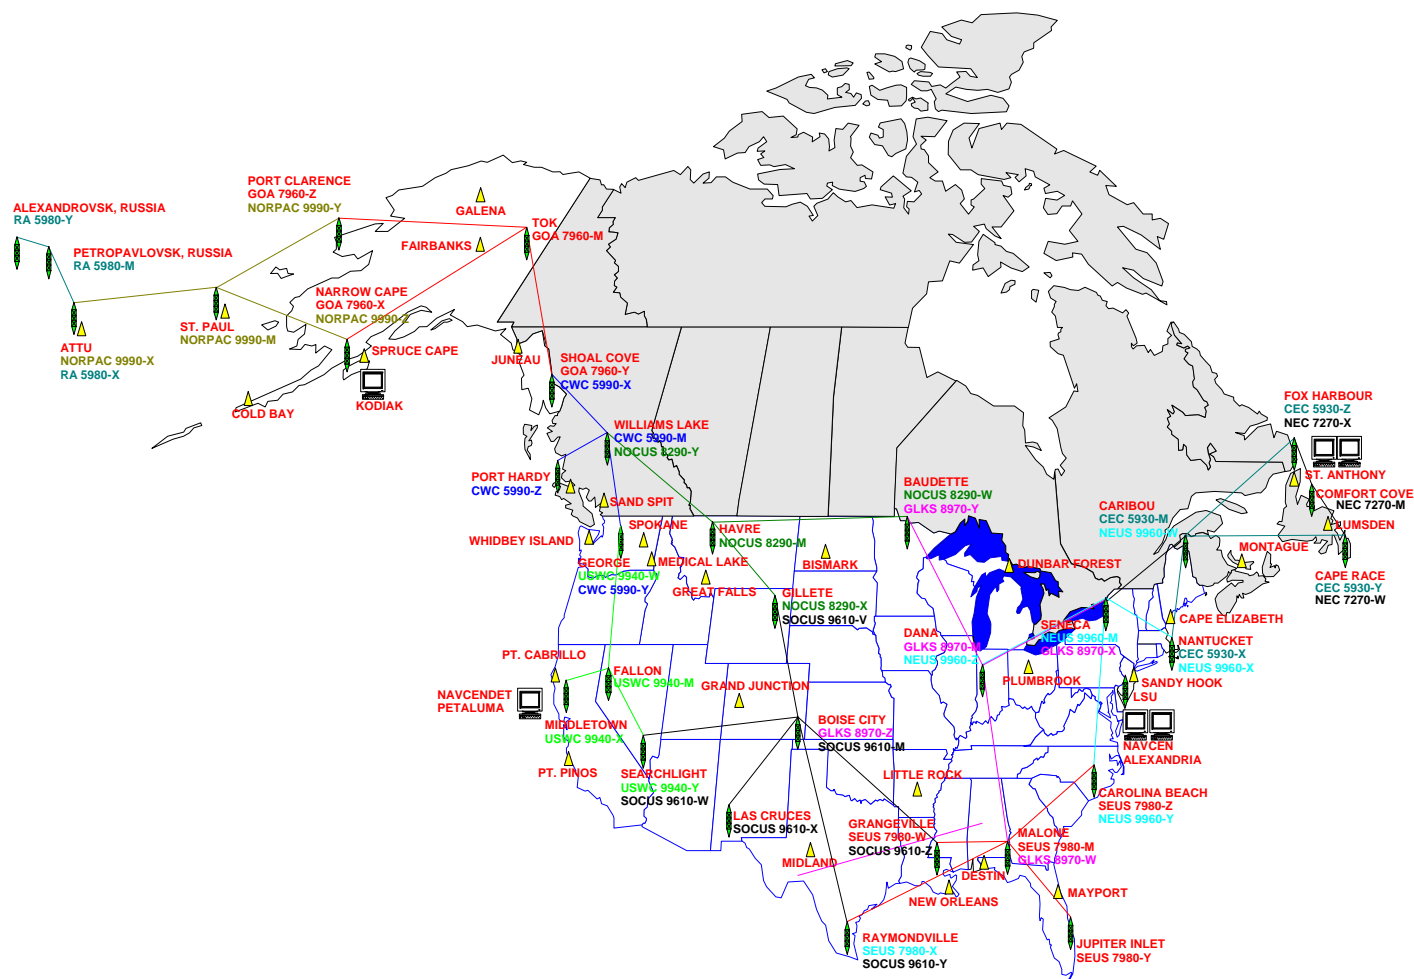 PORT CLARENCE
GOA 7960-Z
NORPAC 9990-Y
GALENA
ALEXANDROVSK, RUSSIA
RA 5980-Y
TOK
GOA 7960-M
FAIRBANKS
PETROPAVLOVSK, RUSSIA
RA 5980-M
NARROW CAPE
GOA 7960-X
NORPAC 9990-Z
ST. PAUL
NORPAC 9990-M
ATTU
NORPAC 9990-X
RA 5980-X
SPRUCE CAPE
JUNEAU
SHOAL COVE
GOA 7960-Y
CWC 5990-X
KODIAK
COLD BAY
FOX HARBOUR
CEC 5930-Z
NEC 7270-X
WILLIAMS LAKE
CWC 5990-M
NOCUS 8290-Y
PORT HARDY
CWC 5990-Z
ST. ANTHONY
BAUDETTE
NOCUS 8290-W
GLKS 8970-Y
COMFORT COVE
NEC 7270-M
SAND SPIT
CARIBOU
CEC 5930-M
NEUS 9960-W
LUMSDEN
SPOKANE
HAVRE
NOCUS 8290-M
WHIDBEY ISLAND
MONTAGUE
GEORGE
USWC 9940-W
CWC 5990-Y
MEDICAL LAKE
BISMARK
DUNBAR FOREST
CAPE RACE
CEC 5930-Y
NEC 7270-W
GREAT FALLS
GILLETE
NOCUS 8290-X
SOCUS 9610-V
CAPE ELIZABETH
DANA
GLKS 8970-M
NEUS 9960-Z
SENECA
NEUS 9960-M
GLKS 8970-X
NANTUCKET
CEC 5930-X
NEUS 9960-X
PT. CABRILLO
FALLON
USWC 9940-M
PLUMBROOK
SANDY HOOK
LSU
GRAND JUNCTION
NAVCENDET
PETALUMA
MIDDLETOWN
USWC 9940-X
BOISE CITY
GLKS 8970-Z
SOCUS 9610-M
NAVCEN
ALEXANDRIA
PT. PINOS
SEARCHLIGHT
USWC 9940-Y
SOCUS 9610-W
LITTLE ROCK
CAROLINA BEACH
SEUS 7980-Z
NEUS 9960-Y
LAS CRUCES
SOCUS 9610-X
GRANGEVILLE
SEUS 7980-W
SOCUS 9610-Z
MALONE
SEUS 7980-M
GLKS 8970-W
MIDLAND
DESTIN
MAYPORT
NEW ORLEANS
RAYMONDVILLE
SEUS 7980-X
SOCUS 9610-Y
JUPITER INLET
SEUS 7980-Y